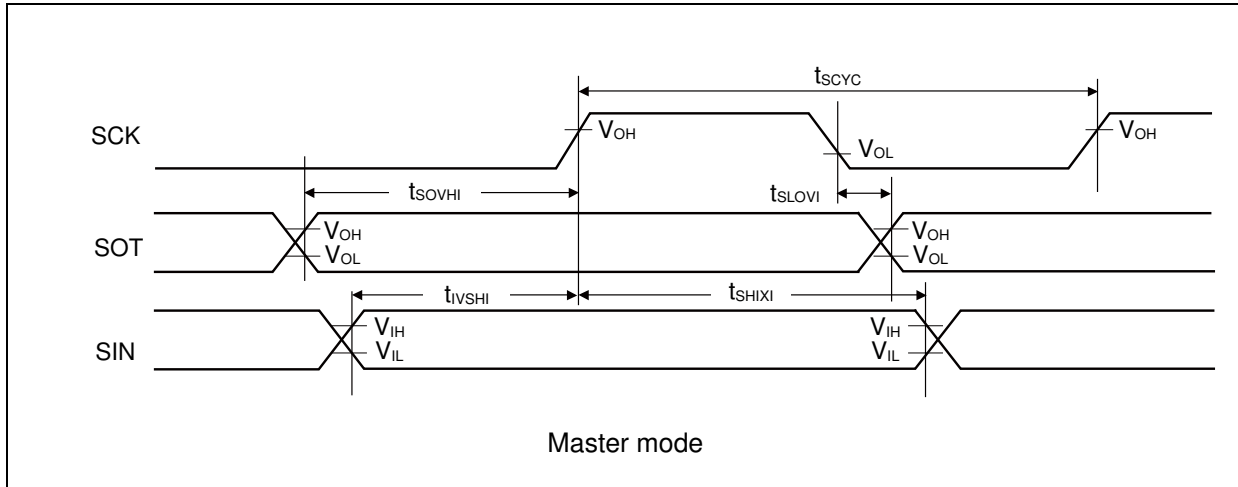 tSCYC
SCK
VOH
VOL
VOH
tSOVHI
tSLOVI
SOT
VOH
VOL
VOH
VOL
tIVSHI
tSHIXI
SIN
VIH
VIL
VIH
VIL
Master mode